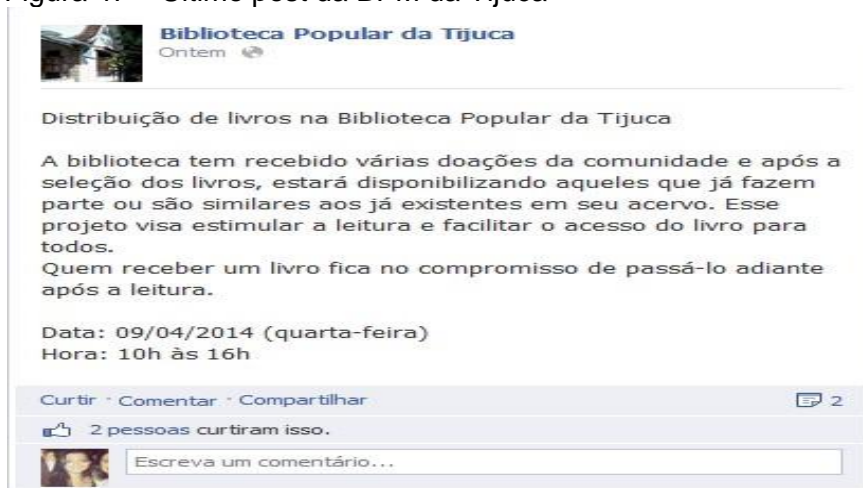 Biblioteca Popular da Tijuca
Ontem
Distribuição de livros na Biblioteca Popular da Tijuca
A biblioteca tem recebido várias doações da comunidade e após a
seleção dos livros, estará disponibilizando aqueles que já fazem
parte ou são similares aos já existentes em seu acervo. Esse
projeto visa estimular a leitura e facilitar o acesso do livro para
todos.
Quem receber um livro fica no compromisso de passá-lo adiante
após a leitura.
Data: 09/04/2014 (quarta-feira)
Hora: 10h às 16h
Curtir · Comentar · Compartilhar 2
2 pessoas curtiram isso.
Escreva um comentário...